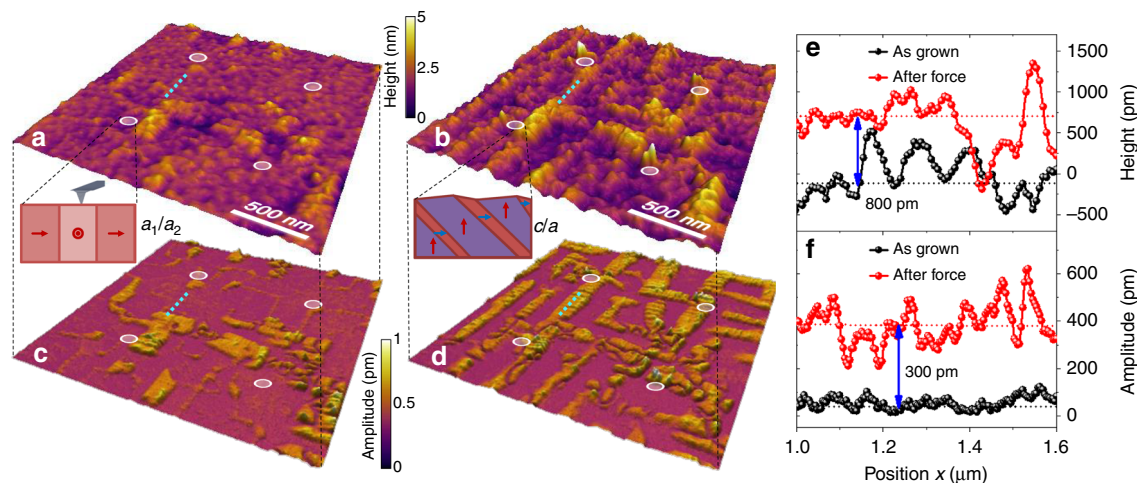 Height (nm)
5
2.5
0
a
b
500 nm
500 nm
a1/a2
c/a
c
d
Amplitude (pm)
1
0.5
0
e
As grown
After force
800 pm
1500
1000
500
0
−500
Height (pm)
f
As grown
After force
300 pm
600
400
200
0
Amplitude (pm)
1.0 1.2 1.4 1.6
Position x (μm)